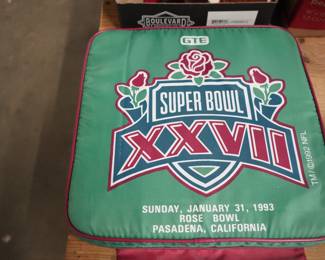 BOULEVARD
GTE
SUPER BOWL
XXVII
TM / ©1992 NFL
SUNDAY, JANUARY 31, 1993
ROSE BOWL
PASADENA, CALIFORNIA